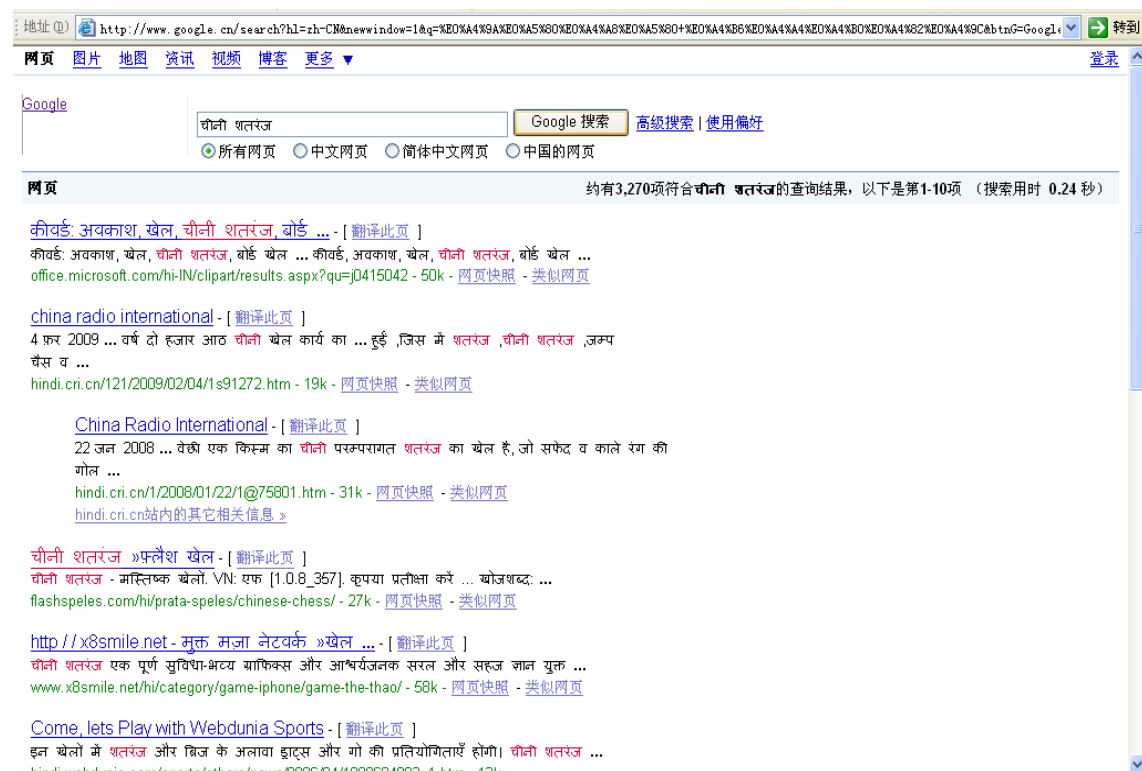 地址(D) http://www.google.cn/search?hl=zh-CN&newwindow=1&q=%E0%A4%9A%E0%A5%80%E0%A4%A8%E0%A5%80+%E0%A4%B6%E0%A4%A4%E0%A4%B0%E0%A4%82%E0%A4%9C&btnG=Google 转到
网页 图片 地图 资讯 视频 博客 更多 ▼ 登录
Google
चीनी शतरंज Google 搜索 高级搜索 | 使用偏好
所有网页 中文网页 简体中文网页 中国的网页
网页 约有3,270项符合चीनी शतरंज的查询结果，以下是第1-10项 （搜索用时 0.24 秒）
कीवर्ड: अवकाश, खेल, चीनी शतरंज, बोर्ड ... - [ 翻译此页 ]
कीवर्ड: अवकाश, खेल, चीनी शतरंज, बोर्ड खेल ... कीवर्ड, अवकाश, खेल, चीनी शतरंज, बोर्ड खेल ...
office.microsoft.com/hi-IN/clipart/results.aspx?qu=j0415042 - 50k - 网页快照 - 类似网页
china radio international - [ 翻译此页 ]
4 फ़र 2009 ... वर्ष दो हजार आठ चीनी खेल कार्य का ... हुई ,जिस में शतरंज ,चीनी शतरंज ,जम्प
चैस व ...
hindi.cri.cn/121/2009/02/04/1s91272.htm - 19k - 网页快照 - 类似网页
China Radio International - [ 翻译此页 ]
22 जन 2008 ... वेछी एक किस्म का चीनी परम्परागत शतरंज का खेल है, जो सफेद व काले रंग की
गोल ...
hindi.cri.cn/1/2008/01/22/1@75801.htm - 31k - 网页快照 - 类似网页
hindi.cri.cn站内的其它相关信息 »
चीनी शतरंज »फ़्लैश खेल - [ 翻译此页 ]
चीनी शतरंज - मस्तिष्क खेलों. VN: एफ [1.0.8_357]. कृपया प्रतीक्षा करें ... खोजशब्द: ...
flashspeles.com/hi/prata-speles/chinese-chess/ - 27k - 网页快照 - 类似网页
http / / x8smile.net - मुक्त मज़ा नेटवर्क »खेल ... - [ 翻译此页 ]
चीनी शतरंज एक पूर्ण सुविधा-भव्य ग्राफिक्स और आश्चर्यजनक सरल और सहज ज्ञान युक्त ...
www.x8smile.net/hi/category/game-iphone/game-the-thao/ - 58k - 网页快照 - 类似网页
Come, lets Play with Webdunia Sports - [ 翻译此页 ]
इन खेलों में शतरंज और ब्रिज के अलावा ड्राट्स और गो की प्रतियोगिताएँ होंगी। चीनी शतरंज ...